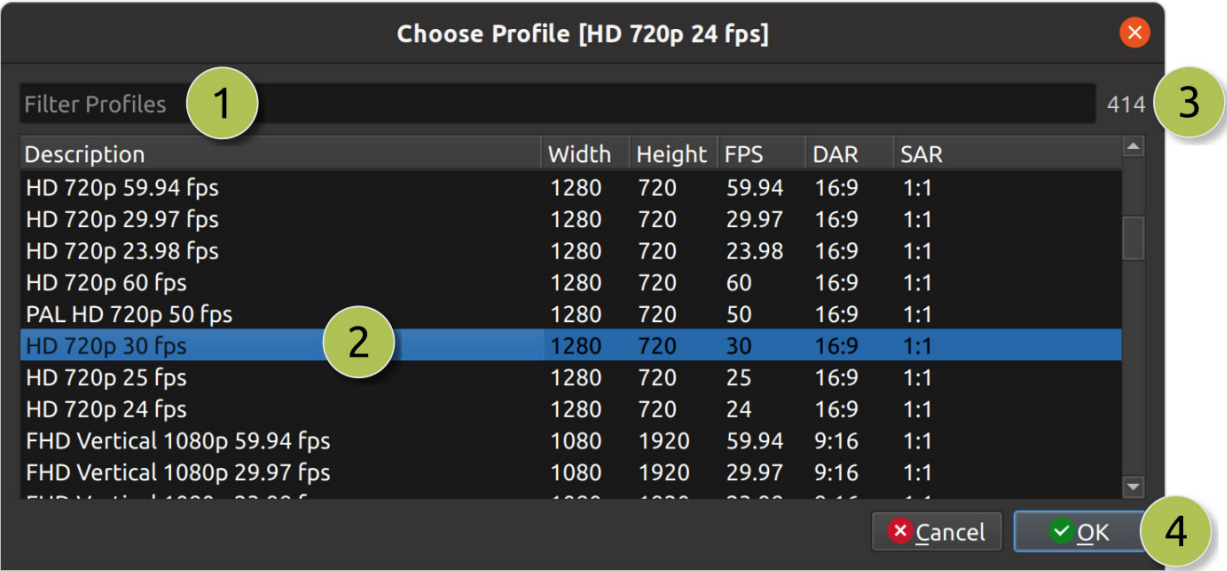 Choose Profile [HD 720p 24 fps]
Filter Profiles 1 414 3
Description Width Height FPS DAR SAR
HD 720p 59.94 fps 1280 720 59.94 16:9 1:1
HD 720p 29.97 fps 1280 720 29.97 16:9 1:1
HD 720p 23.98 fps 1280 720 23.98 16:9 1:1
HD 720p 60 fps 1280 720 60 16:9 1:1
PAL HD 720p 50 fps 1280 720 50 16:9 1:1
HD 720p 30 fps 2 1280 720 30 16:9 1:1
HD 720p 25 fps 1280 720 25 16:9 1:1
HD 720p 24 fps 1280 720 24 16:9 1:1
FHD Vertical 1080p 59.94 fps 1080 1920 59.94 9:16 1:1
FHD Vertical 1080p 29.97 fps 1080 1920 29.97 9:16 1:1
Cancel OK 4